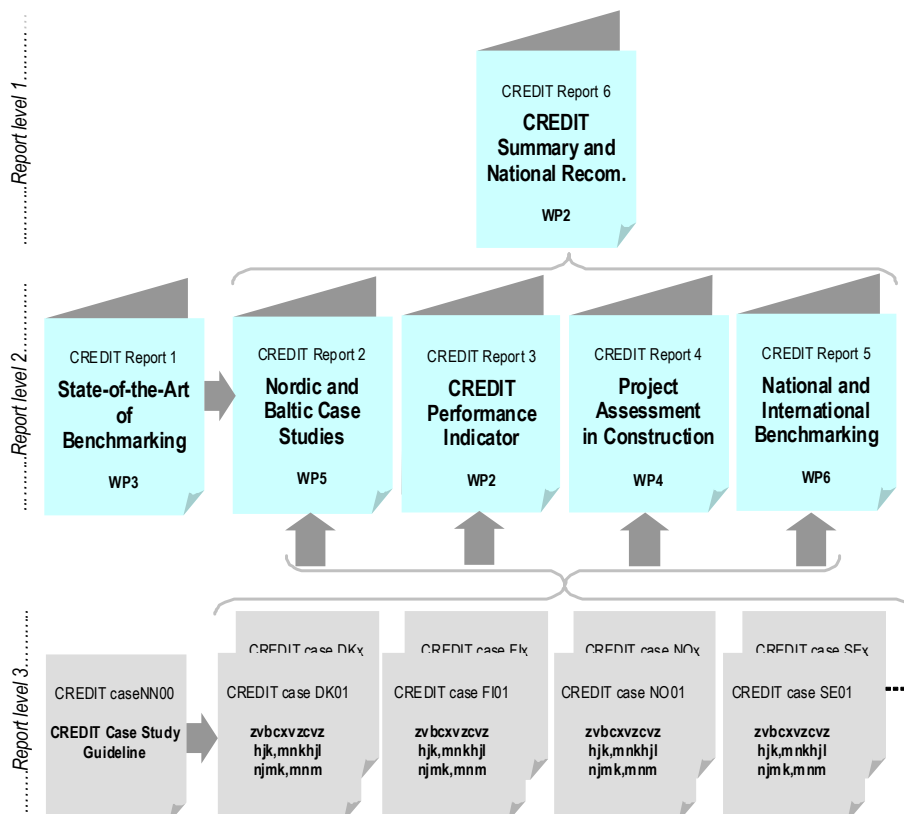 Report level 1
CREDIT Report 6
CREDIT
Summary and
National Recom.
WP2
Report level 2
CREDIT Report 1
State-of-the-Art
of
Benchmarking
WP3
CREDIT Report 2
Nordic and
Baltic Case
Studies
WP5
CREDIT Report 3
CREDIT
Performance
Indicator
WP2
CREDIT Report 4
Project
Assessment
in Construction
WP4
CREDIT Report 5
National and
International
Benchmarking
WP6
Report level 3
CREDIT caseNN00
CREDIT Case Study
Guideline
CREDIT case DKx
CREDIT case DK01
zvbcxvzcvz
hjk,mnkhjl
njmk,mnm
CREDIT case FIx
CREDIT case FI01
zvbcxvzcvz
hjk,mnkhjl
njmk,mnm
CREDIT case NOx
CREDIT case NO01
zvbcxvzcvz
hjk,mnkhjl
njmk,mnm
CREDIT case SEx
CREDIT case SE01
zvbcxvzcvz
hjk,mnkhjl
njmk,mnm